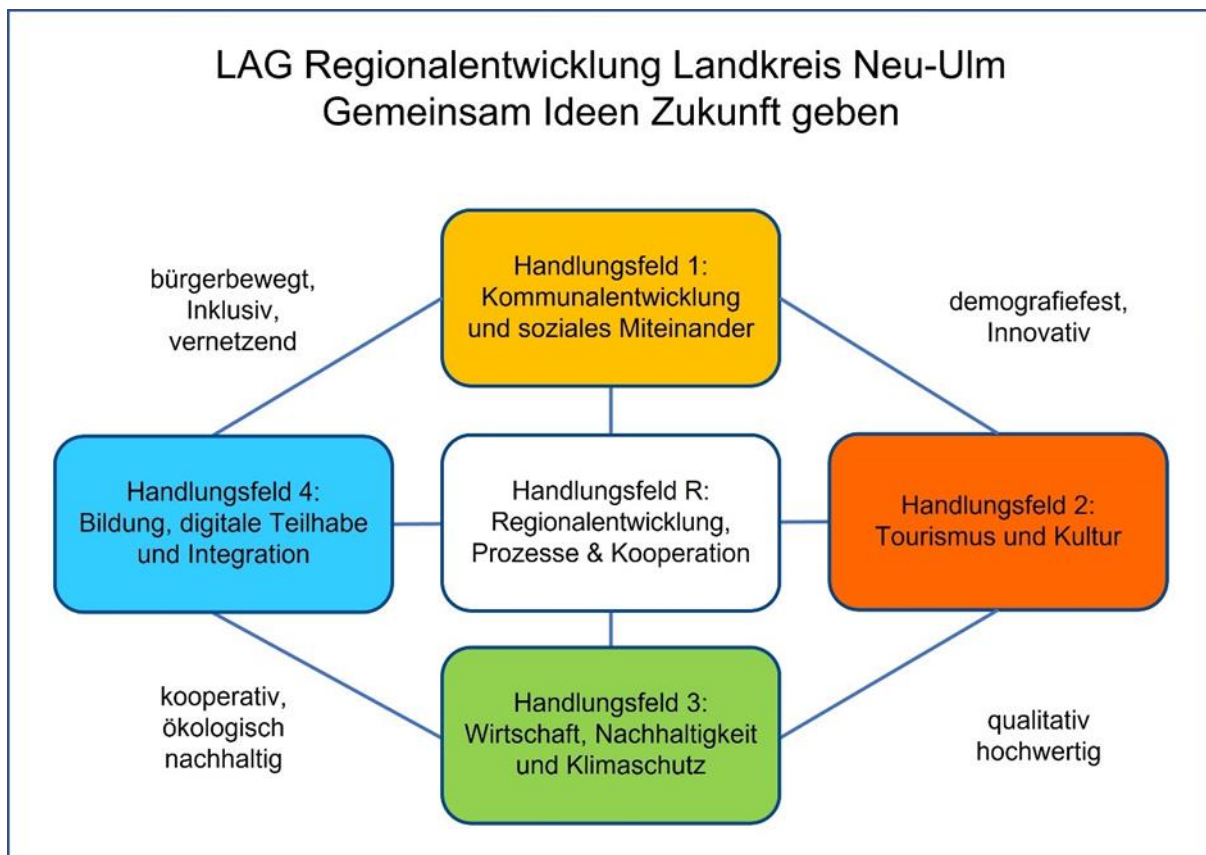 LAG Regionalentwicklung Landkreis Neu-Ulm
Gemeinsam Ideen Zukunft geben
Handlungsfeld 1:
Kommunalentwicklung
und soziales Miteinander
bürgerbewegt,
Inklusiv,
vernetzend
demografiefest,
Innovativ
Handlungsfeld 4:
Bildung, digitale Teilhabe
und Integration
Handlungsfeld R:
Regionalentwicklung,
Prozesse & Kooperation
Handlungsfeld 2:
Tourismus und Kultur
kooperativ,
ökologisch
nachhaltig
Handlungsfeld 3:
Wirtschaft, Nachhaltigkeit
und Klimaschutz
qualitativ
hochwertig